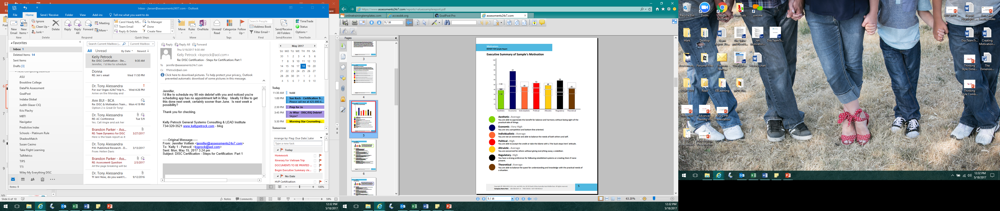 Inbox - jlarsen@assessments24X7.com - Outlook
File Home Send / Receive Folder View Add-ins Tell me what you want to do
New Email
New Items
Ignore
Clean Up
Junk
Delete
Reply
Reply All
Forward
Meeting
More
Carol Heady MS...
Team Email
Reply & Delete
To Manager
Done
Create New
Move
Rules
OneNote
Unread/ Read
Categorize
Follow Up
Search People
Address Book
Filter Email
Send/Receive All Folders
TimeTrade
Status
Options
New Delete Respond Quick Steps Move Tags Find Send/Receive TimeTrade
Favorites
Inbox 1
Deleted Items 14
Sent Items
Drafts [3]
ASU
Brookline College
DataPik Assessment
GoalPost
Indaba Global
Judith Glaser CIQ
Kris Plachy
MBTI
Navigator
Predictive Index
Schools - Platinum Rule
ShadowMatch
Susan Casino
Take Flight Learning
TalMetrics
TIPS
TTI
Wiley My Everything DISC
Items: 9
Search Current Mailbox (... Current Mailbox
All Unread By Date Newest
Kelly Petrock
Re: DISC Certification - Ste... 9:30 AM
Jennifer, I'd like to schedule
Donna
RE: Jen's email Wed 11:50 PM
Dr. Tony Alessandra
For our Vegas A24x7 trip h... Wed 4:26 PM
Arrive on the Monday and
Ann BUI - BCA
Re: DISC & Motivators Train... Mon 4:19 PM
Option 2 is Great Dr Tony!
Dr. Tony Alessandra
RE: AC Conference Tue 5/9
Yes. Call Angie and ask her
Brandon Parker - Ass...
RE: Team Dynamics for DISC 3/27/2017
Here is the team report as it
Dr. Tony Alessandra
FW: Published Research - D... 3/13/2017
From: Hellen Davis
Brandon Parker - Ass...
RE: Assessment Question 2/3/2017
All the page breaking will be
Dr. Tony Alessandra
TY Jen! Now, do you want t... 9/12/2016
Reply Reply All Forward
Thu 5/18/2017 9:30 AM
Kelly Petrock <ksprock@aol.com>
Re: DISC Certification - Steps for Certification: Part 1
To jennifer@assessments24x7.com
Cc FPetrock@aol.com
Click here to download pictures. To help protect your privacy, Outlook
prevented automatic download of some pictures in this message.
Jennifer,
I'd like to schedule my 90 min debrief with you and noticed you're
scheduling app has no appointment left in May. Ideally I'd like to get
this done next week, certainly sooner than June. Is next week a
possibility?
Thank you for checking.
Kelly Petrock General Systems Consulting & LEAD Institute
734•320•3521 www.kellypetrock.com - blog
-----Original Message-----
From: Jennifer Voitlein <jennifer@assessments24x7.com>
To: 'Kelly 1 - Petrock' <ksprock@aol.com>
Sent: Mon, May 15, 2017 3:24 pm
Subject: DISC Certification - Steps for Certification: Part 1
May 2017
SU MO TU WE TH FR SA
30 1 2 3 4 5 6
7 8 9 10 11 12 13
14 15 16 17 18 19 20
21 22 23 24 25 26 27
28 29 30 31 1 2 3
4 5 6 7 8 9 10
Today
11:30 AM hold
1:00 PM Sue Koch - Certification Tr...
Please call me at 425-890-6...
2:30 PM Prep for Jo
3:45 PM Jo Wise - DISC/EIQ Debrief
Skype?
5:30 PM Morning Star Counseling...
Tomorrow
Arrange by: Flag: Due Date Later
Type a new task
Today
Homework
Itinerary for Vietnam Trip
DOCUMENTS TO BE PRINTED ...
Begin Executive Summary cle...
No Date
HVP Certification
100%
Slide 6 of 10 Notes Comments 59%
12:32 PM
5/18/2017
https://www.assessments24x7.com/reports/valuessamplereport.pdf
onlinetrainingtemplates.com accessbk.org GoalPost Pro assessments24x7.com
5 / 16
Pages
3
4
5
6
Motivators
REPORT FOR Sample Report
Executive Summary of Sample's Motivation
77 45 53 48 58 43
Aesthetic Economic Individualistic Political Altruistic Regulatory Theoretical
Aesthetic - Average
You are able to appreciate the benefit for balance and harmony without losing sight of the
practical side of things.
Economic - Very High
You are very competitive and bottom-line oriented.
Individualistic - Average
You are not an extremist and able to balance the needs of both others and self.
Political - High
You are able to accept the credit or take the blame with a 'the buck stops here' attitude.
Altruistic - Average
You are concerned for others without giving everything away; a stabilizer.
Regulatory - High
You have a strong preference for following established systems or creating them if none
present.
Theoretical - Average
You are able to balance the quest for understanding and knowledge with the practical needs of
a situation.
Company Name Here
5
5 / 16 63.20%
12:32 PM
5/18/2017
Recycle Bin
Zoom
Google Chrome
Shortcuts
join.me
Mark
Desktop
Team Report_De...
The Value and Need f...
Jen Motivator...
DiscTeamTr...
Assessmen...
Personal Files
Vietnam Team ...
Over-Exte...
History chart
A24x7 2017
Read
EBLearning
MOT Plus
Intro HVP Cort
Advanced Training H...
EIQ-2 HR Presentation
TTT Assessments
Mini-Motiv... Presentation
HVP_MOT_...
Report Highlights_...
Love and Loathe Slides
DiscTeamTr...
Creating Motivation...
Thinking Style Dime...
The Dimensio...
Thinking Style Comb...
12:32 PM
5/18/2017